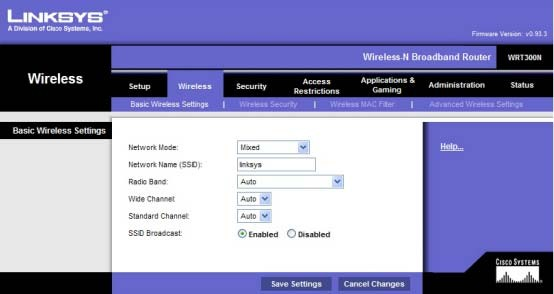 LINKSYS®
A Division of Cisco Systems, Inc.
Firmware Version: v0.93.3
Wireless-N Broadband Router WRT300N
Wireless
Setup Wireless Security Access Restrictions Applications & Gaming Administration Status
Basic Wireless Settings | Wireless Security | Wireless MAC Filter | Advanced Wireless Settings
Basic Wireless Settings
Network Mode: Mixed
Help...
Network Name (SSID): linksys
Radio Band: Auto
Wide Channel Auto
Standard Channel: Auto
SSID Broadcast: Enabled Disabled
CISCO SYSTEMS
Save Settings Cancel Changes